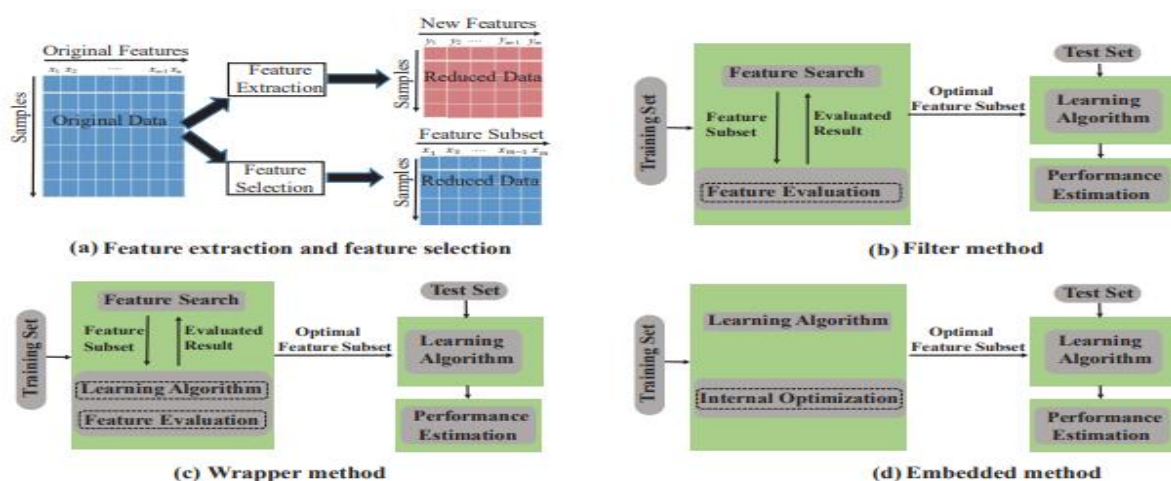 Original Features
x1 x2 .... xn-1 xn
Samples
Original Data
Feature
Extraction
Feature
Selection
New Features
y1 y2 .... ym-1 ym
Samples
Reduced Data
Feature Subset
x1 x2 .... xm-1 xm
Samples
Reduced Data
(a) Feature extraction and feature selection
Training Set
Feature Search
Feature
Subset
Evaluated
Result
Feature Evaluation
Optimal
Feature Subset
Test Set
Learning
Algorithm
Performance
Estimation
(b) Filter method
Training Set
Feature Search
Feature
Subset
Evaluated
Result
Learning Algorithm
Feature Evaluation
Optimal
Feature Subset
Test Set
Learning
Algorithm
Performance
Estimation
(c) Wrapper method
Training Set
Learning Algorithm
Internal Optimization
Optimal
Feature Subset
Test Set
Learning
Algorithm
Performance
Estimation
(d) Embedded method